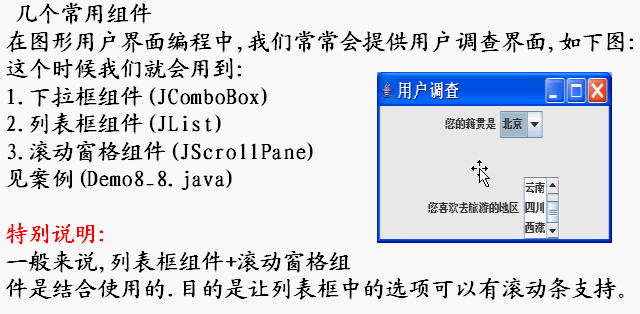 几个常用组件
在图形用户界面编程中,我们常常会提供用户调查界面,如下图:
这个时候我们就会用到:
1.下拉框组件(JComboBox)
2.列表框组件(JList)
3.滚动窗格组件(JScrollPane)
见案例(Demo8_8.java)
用户调查
您的籍贯是 北京
云南
您喜欢去旅游的地区 四川
西藏
特别说明:
一般来说,列表框组件+滚动窗格组
件是结合使用的.目的是让列表框中的选项可以有滚动条支持。